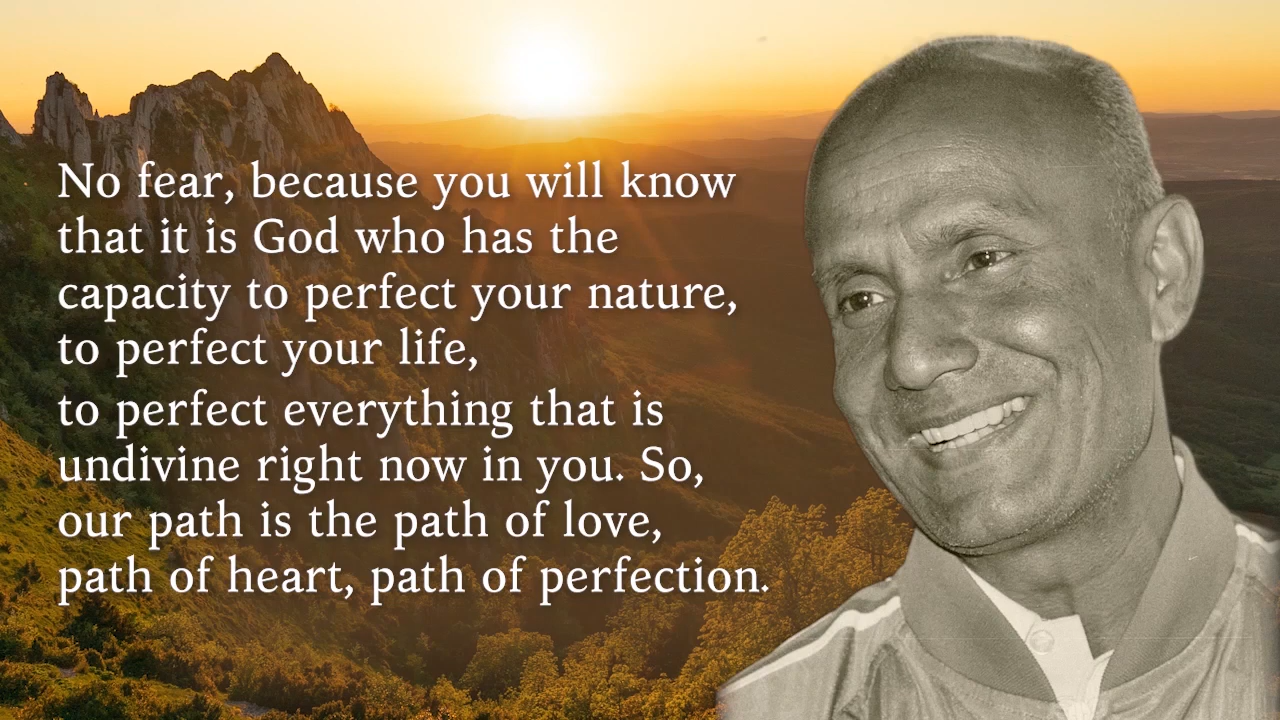 No fear, because you will know
that it is God who has the
capacity to perfect your nature,
to perfect your life,
to perfect everything that is
undivine right now in you. So,
our path is the path of love,
path of heart, path of perfection.